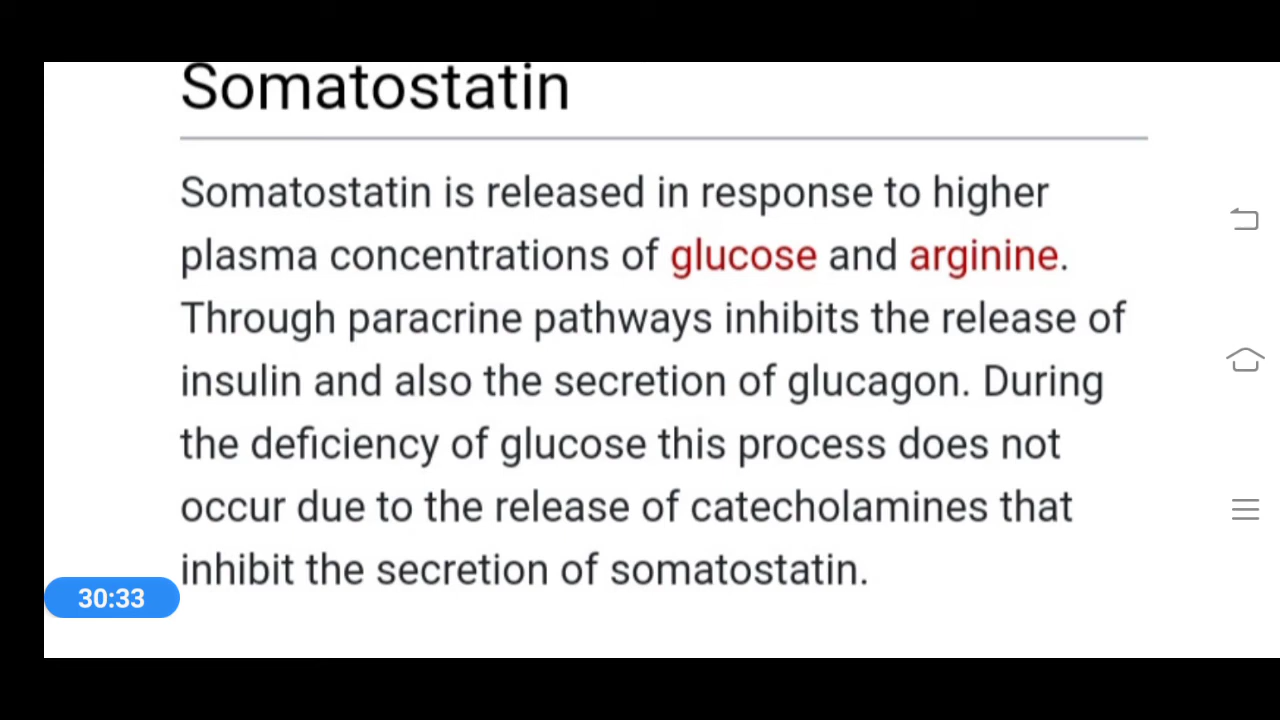 Somatostatin
Somatostatin is released in response to higher
plasma concentrations of glucose and arginine.
Through paracrine pathways inhibits the release of
insulin and also the secretion of glucagon. During
the deficiency of glucose this process does not
occur due to the release of catecholamines that
inhibit the secretion of somatostatin.
30:33